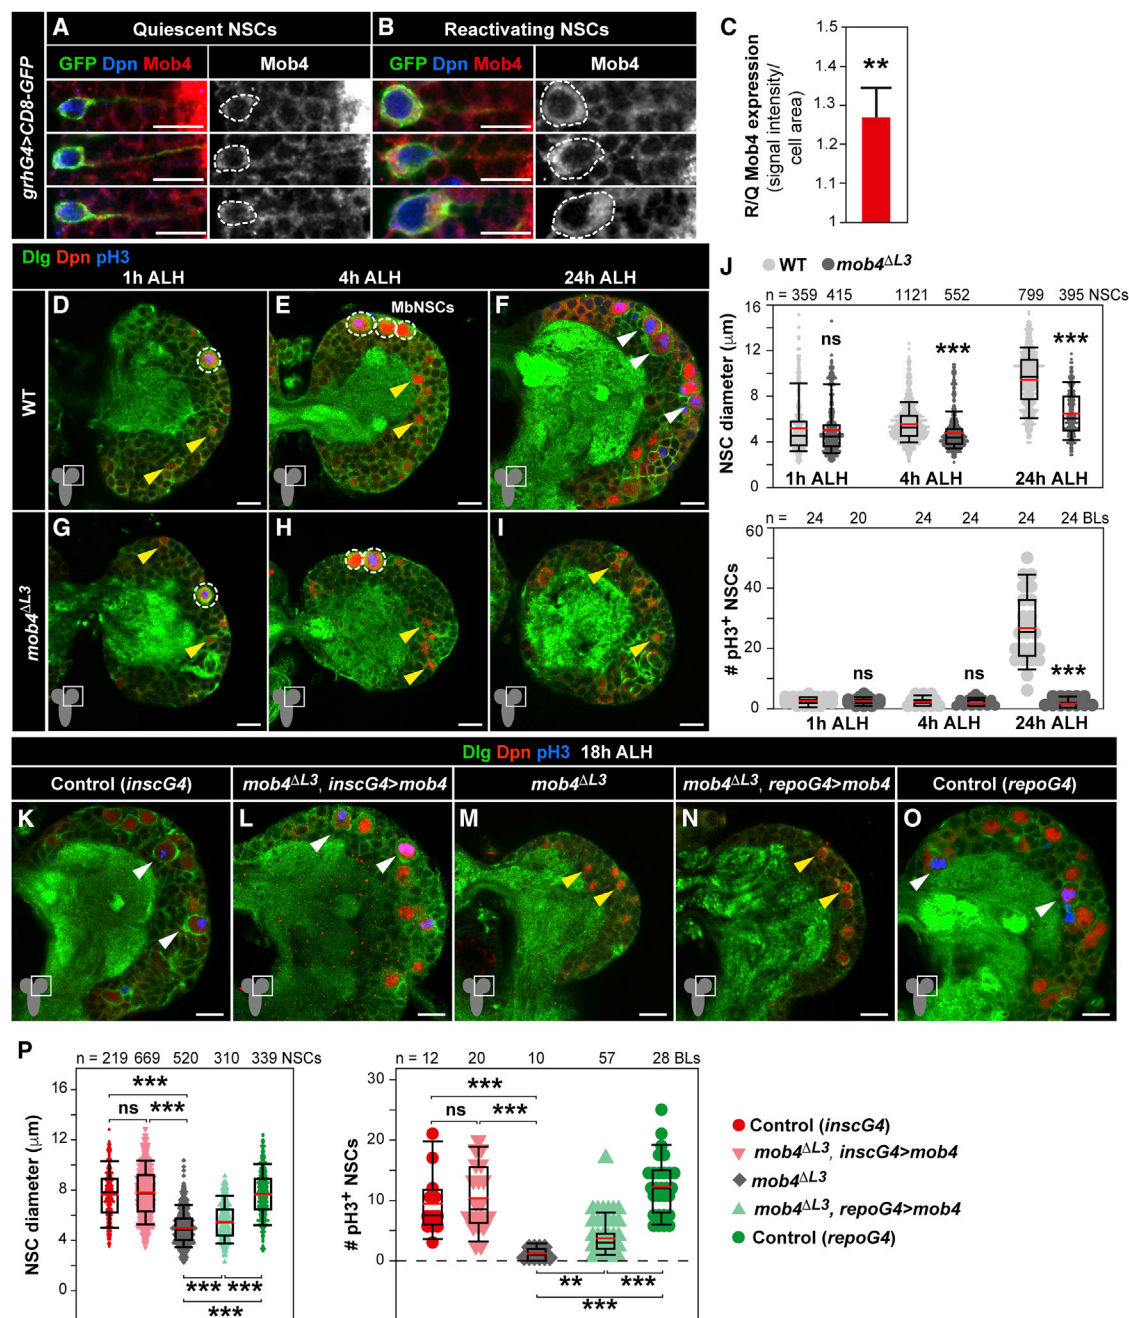 A
Quiescent NSCs
B
Reactivating NSCs
C
GFP Dpn Mob4
Mob4
GFP Dpn Mob4
Mob4
grhG4>CD8-GFP
R/Q Mob4 expression
(signal intensity/
cell area)
1.5
1.4
1.3
1.2
1.1
1
**
Dlg Dpn pH3
1h ALH
4h ALH
24h ALH
WT
D
E
MbNSCs
F
mob4ΔL3
G
H
I
J
WT
mob4ΔL3
n = 359 415 1121 552 799 395 NSCs
NSC diameter (μm)
16
12
8
4
0
ns
***
***
1h ALH
4h ALH
24h ALH
n = 24 20 24 24 24 24 BLs
# pH3+ NSCs
60
40
20
0
ns
ns
***
1h ALH
4h ALH
24h ALH
Dlg Dpn pH3 18h ALH
Control (inscG4)
mob4ΔL3, inscG4>mob4
mob4ΔL3
mob4ΔL3, repoG4>mob4
Control (repoG4)
K
L
M
N
O
P
n = 219 669 520 310 339 NSCs
NSC diameter (μm)
16
12
8
4
0
***
ns
***
***
***
***
n = 12 20 10 57 28 BLs
# pH3+ NSCs
30
20
10
0
***
ns
***
**
***
***
Control (inscG4)
mob4ΔL3, inscG4>mob4
mob4ΔL3
mob4ΔL3, repoG4>mob4
Control (repoG4)